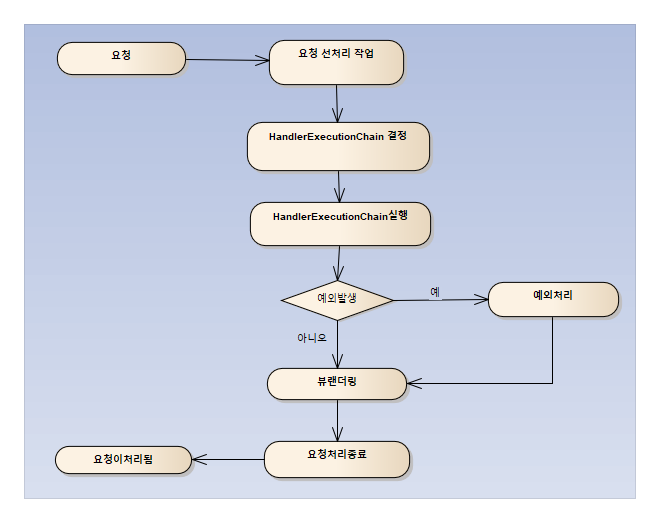 요청
요청 선처리 작업
HandlerExecutionChain 결정
HandlerExecutionChain실행
예외발생
예
예외처리
아니오
뷰랜더링
요청처리종료
요청이처리됨